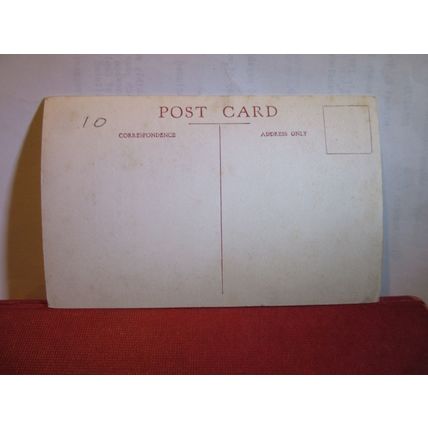 POST CARD
10
CORRESPONDENCE
ADDRESS ONLY